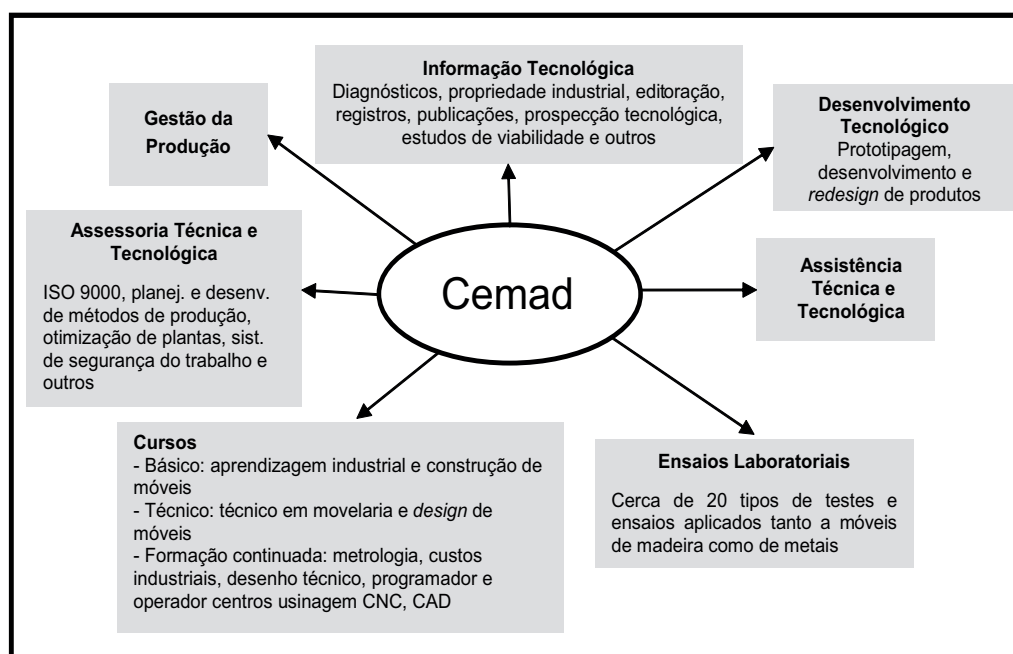 Informação Tecnológica
Diagnósticos, propriedade industrial, editoração,
registros, publicações, prospecção tecnológica,
estudos de viabilidade e outros
Gestão da
Produção
Desenvolvimento
Tecnológico
Prototipagem,
desenvolvimento e
redesign de produtos
Assessoria Técnica e
Tecnológica
ISO 9000, planej. e desenv.
de métodos de produção,
otimização de plantas, sist.
de segurança do trabalho e
outros
Cemad
Assistência
Técnica e
Tecnológica
Cursos
- Básico: aprendizagem industrial e construção de
móveis
- Técnico: técnico em movelaria e design de
móveis
- Formação continuada: metrologia, custos
industriais, desenho técnico, programador e
operador centros usinagem CNC, CAD
Ensaios Laboratoriais
Cerca de 20 tipos de testes e
ensaios aplicados tanto a móveis
de madeira como de metais